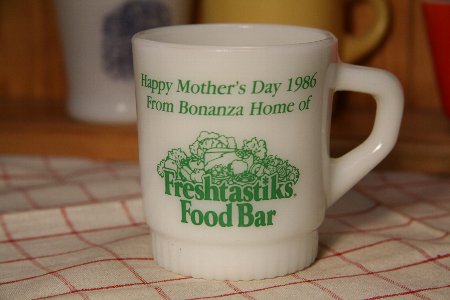 Happy Mother's Day 1986
From Bonanza Home of
Freshtastiks®
Food Bar